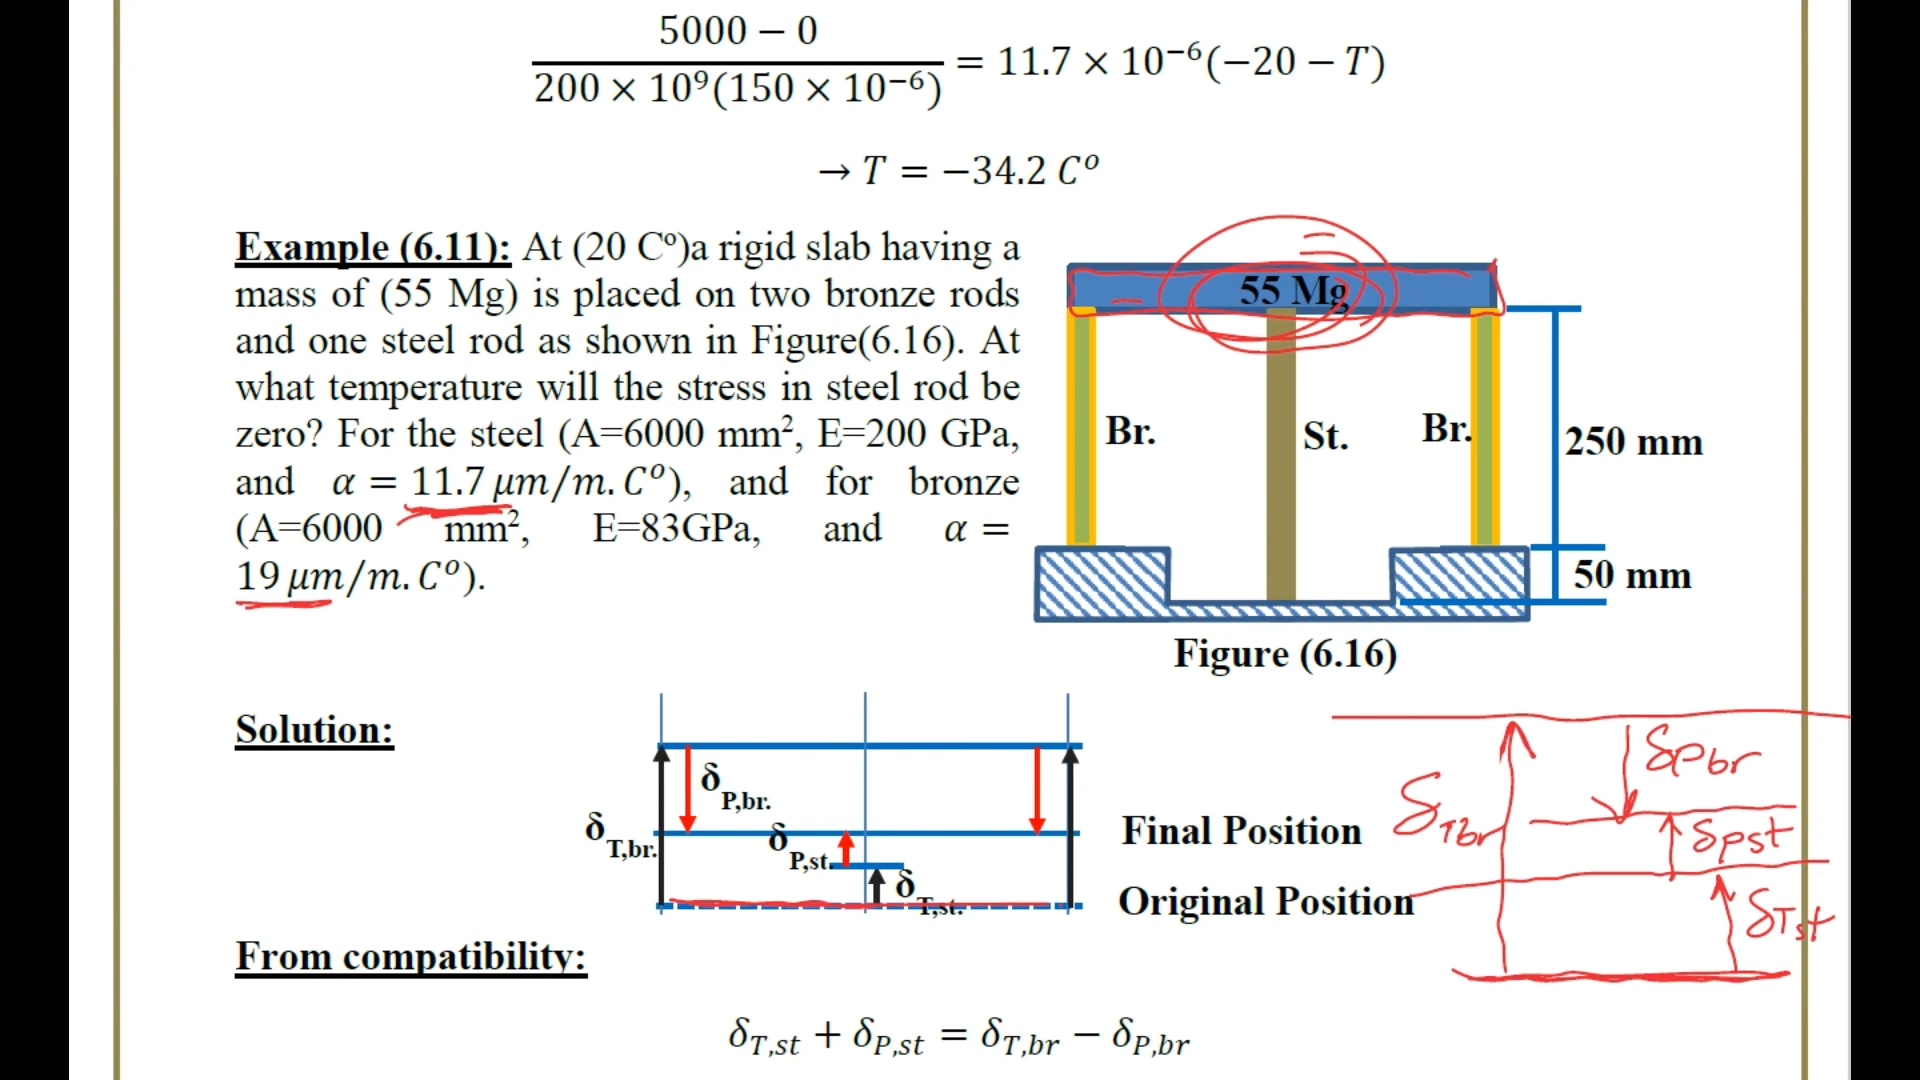 5000 − 0
200 × 10⁹(150 × 10⁻⁶) = 11.7 × 10⁻⁶(−20 − T)
→ T = −34.2 Cᵒ
Example (6.11): At (20 Cᵒ)a rigid slab having a
mass of (55 Mg) is placed on two bronze rods
and one steel rod as shown in Figure(6.16). At
what temperature will the stress in steel rod be
zero? For the steel (A=6000 mm², E=200 GPa,
and α = 11.7 μm/m. Cᵒ), and for bronze
(A=6000 mm², E=83GPa, and α =
19 μm/m. Cᵒ).
55 Mg
Br.
St.
Br.
250 mm
50 mm
Figure (6.16)
Solution:
δP,br.
δT,br.
δP,st.
δT,st.
Final Position
Original Position
δTbr
δPbr
δPst
δTst
From compatibility:
δT,st + δP,st = δT,br − δP,br